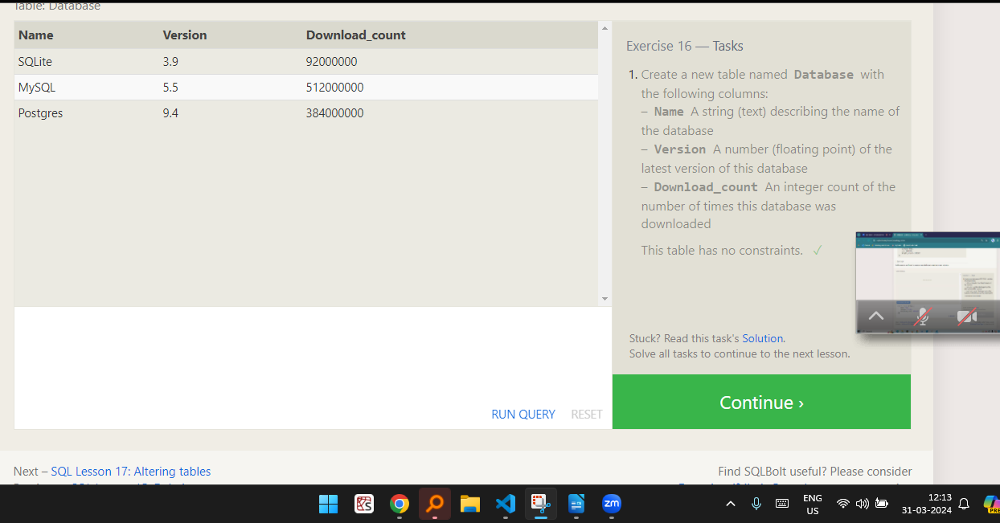 Table: Database
Name Version Download_count
SQLite 3.9 92000000
MySQL 5.5 512000000
Postgres 9.4 384000000
RUN QUERY RESET
Exercise 16 — Tasks
1. Create a new table named Database with
the following columns:
– Name A string (text) describing the name of
the database
– Version A number (floating point) of the
latest version of this database
– Download_count An integer count of the
number of times this database was
downloaded
This table has no constraints. ✓
Stuck? Read this task's Solution.
Solve all tasks to continue to the next lesson.
Continue ›
Next – SQL Lesson 17: Altering tables
Find SQLBolt useful? Please consider
zm
ENG
US
12:13
31-03-2024
PRE